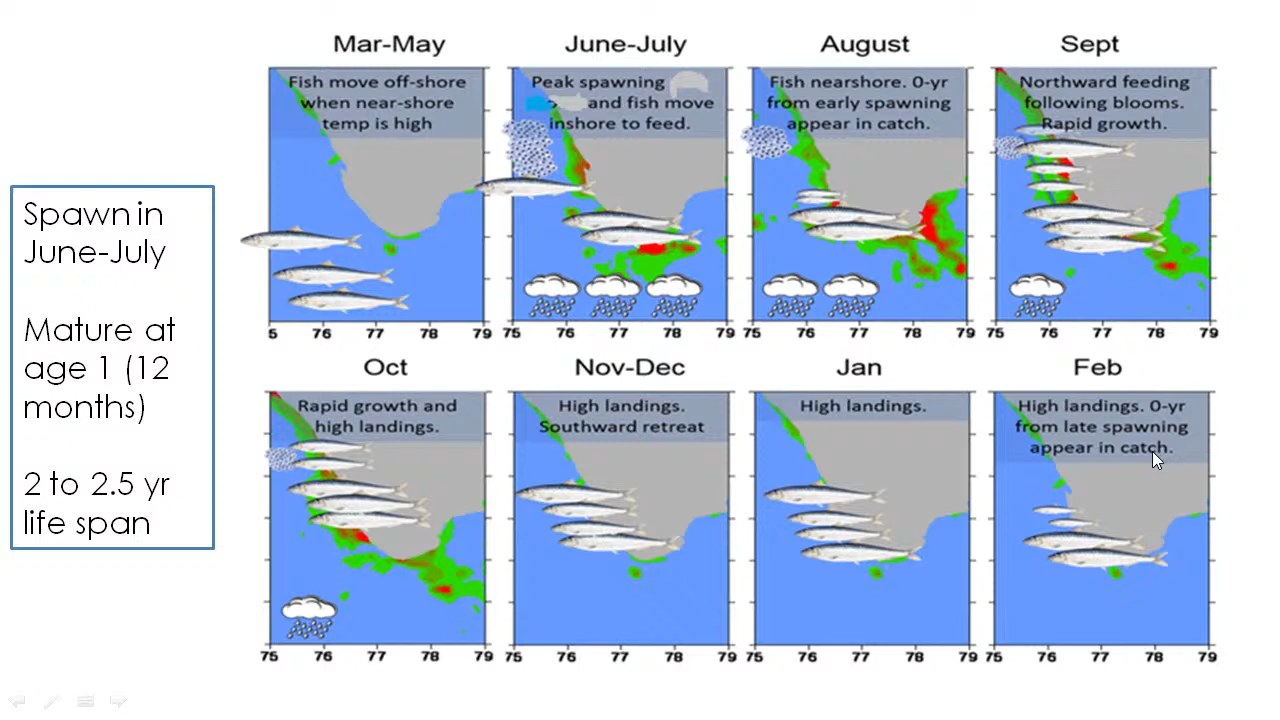 Spawn in
June-July
Mature at
age 1 (12
months)
2 to 2.5 yr
life span
Mar-May
Fish move off-shore
when near-shore
temp is high
5 76 77 78 79
June-July
Peak spawning
and fish move
inshore to feed.
75 76 77 78 79
August
Fish nearshore. 0-yr
from early spawning
appear in catch.
75 76 77 78 79
Sept
Northward feeding
following blooms.
Rapid growth.
75 76 77 78 79
Oct
Rapid growth and
high landings.
75 76 77 78 79
Nov-Dec
High landings.
Southward retreat
75 76 77 78 79
Jan
High landings.
75 76 77 78 79
Feb
High landings. 0-yr
from late spawning
appear in catch.
75 76 77 78 79